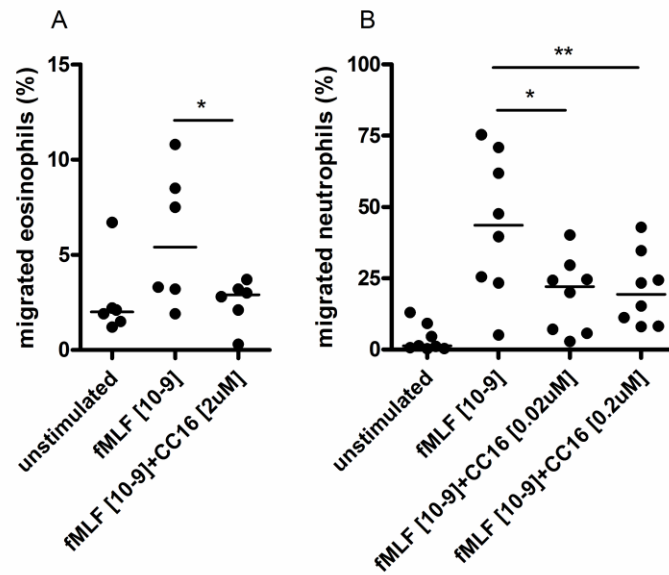 A
migrated eosinophils (%)
15
10
5
0
*
unstimulated
fMLF [10-9]
fMLF [10-9]+CC16 [2uM]
B
migrated neutrophils (%)
100
75
50
25
0
**
*
unstimulated
fMLF [10-9]
fMLF [10-9]+CC16 [0.02uM]
fMLF [10-9]+CC16 [0.2uM]